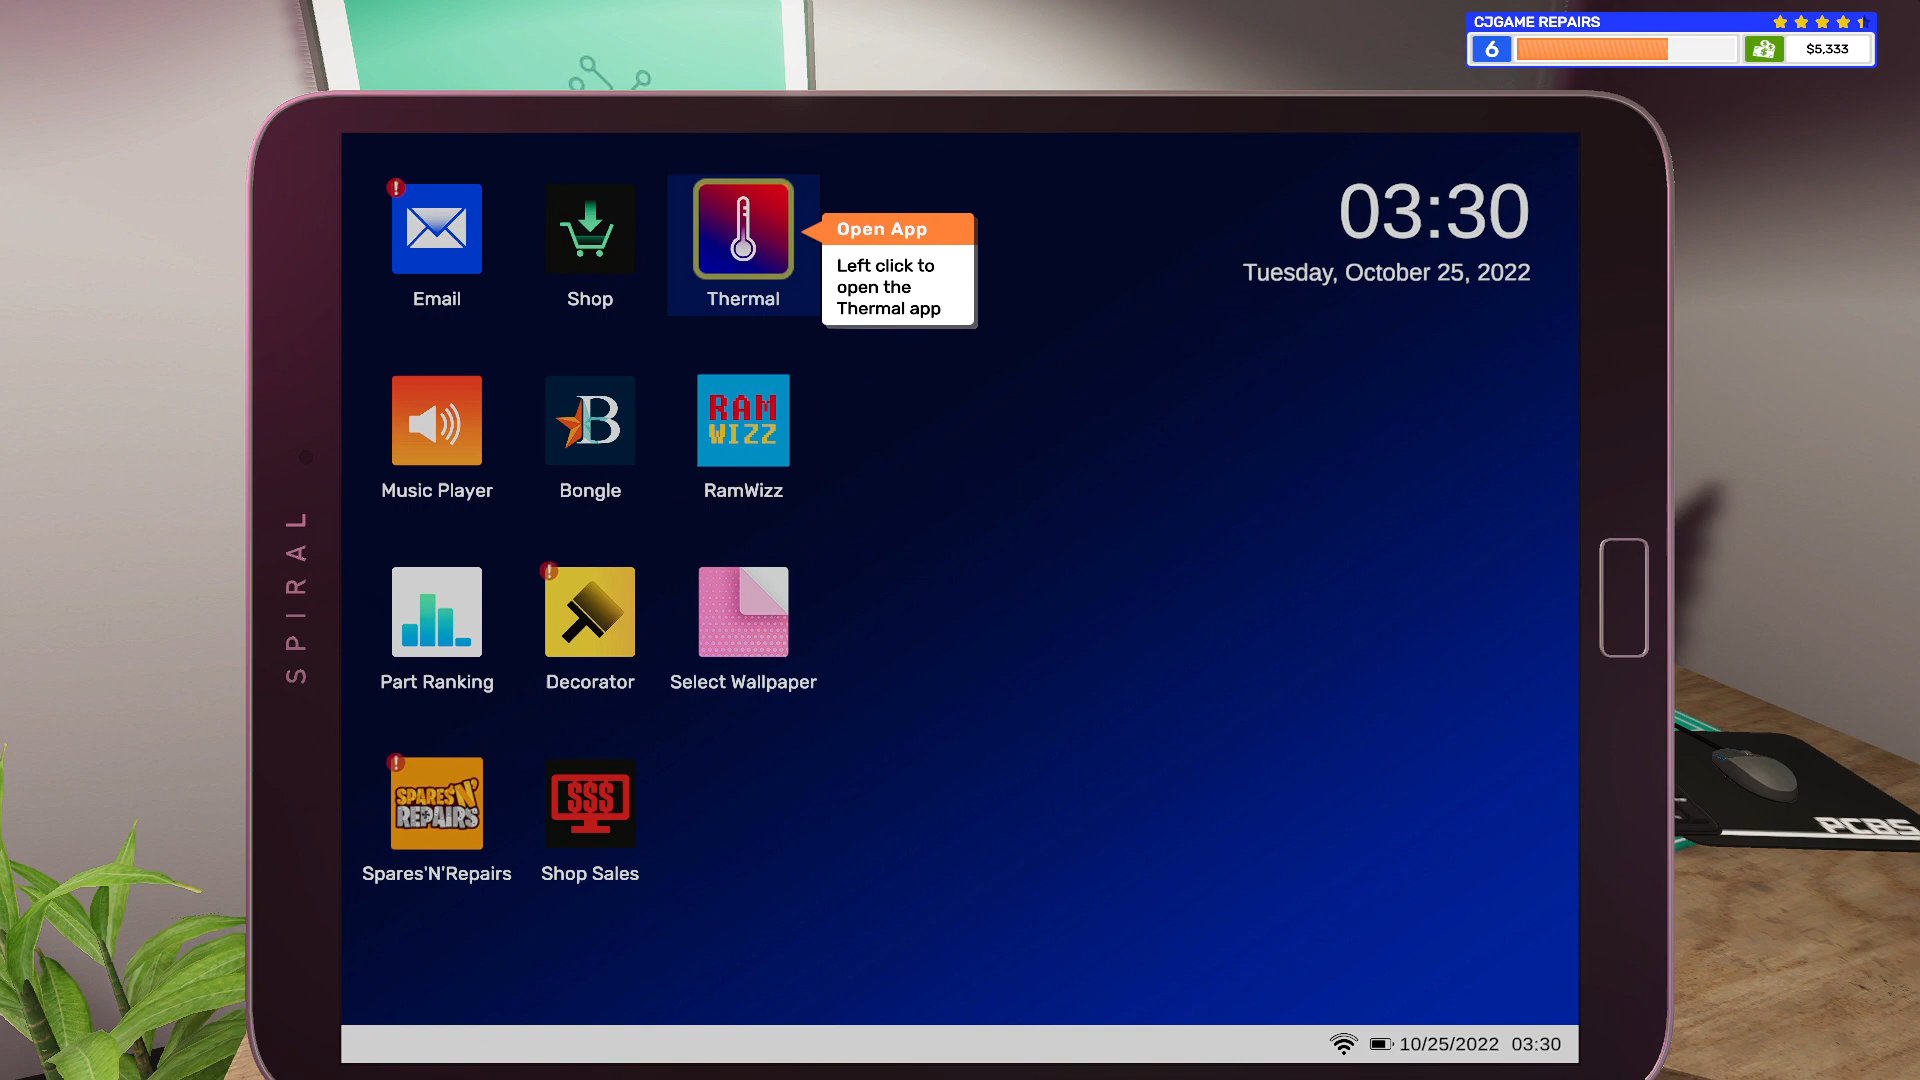 CJGAME REPAIRS
6
$5,333
03:30
Tuesday, October 25, 2022
Email
Shop
Thermal
Open App
Left click to
open the
Thermal app
RAM
WIZZ
B
Music Player
Bongle
RamWizz
Part Ranking
Decorator
Select Wallpaper
SPARES'N'
REPAIRS
$$$
Spares'N'Repairs
Shop Sales
SPIRAL
PCBS
10/25/2022 03:30